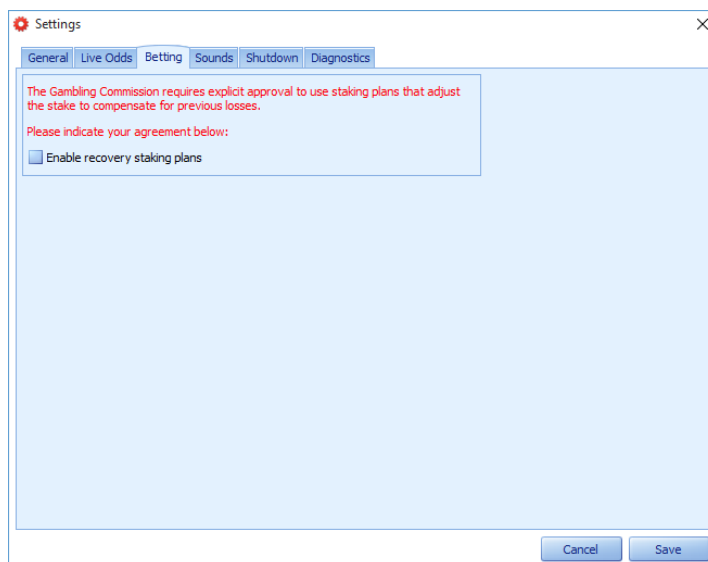 Settings
General Live Odds Betting Sounds Shutdown Diagnostics
The Gambling Commission requires explicit approval to use staking plans that adjust
the stake to compensate for previous losses.
Please indicate your agreement below:
Enable recovery staking plans
Cancel Save